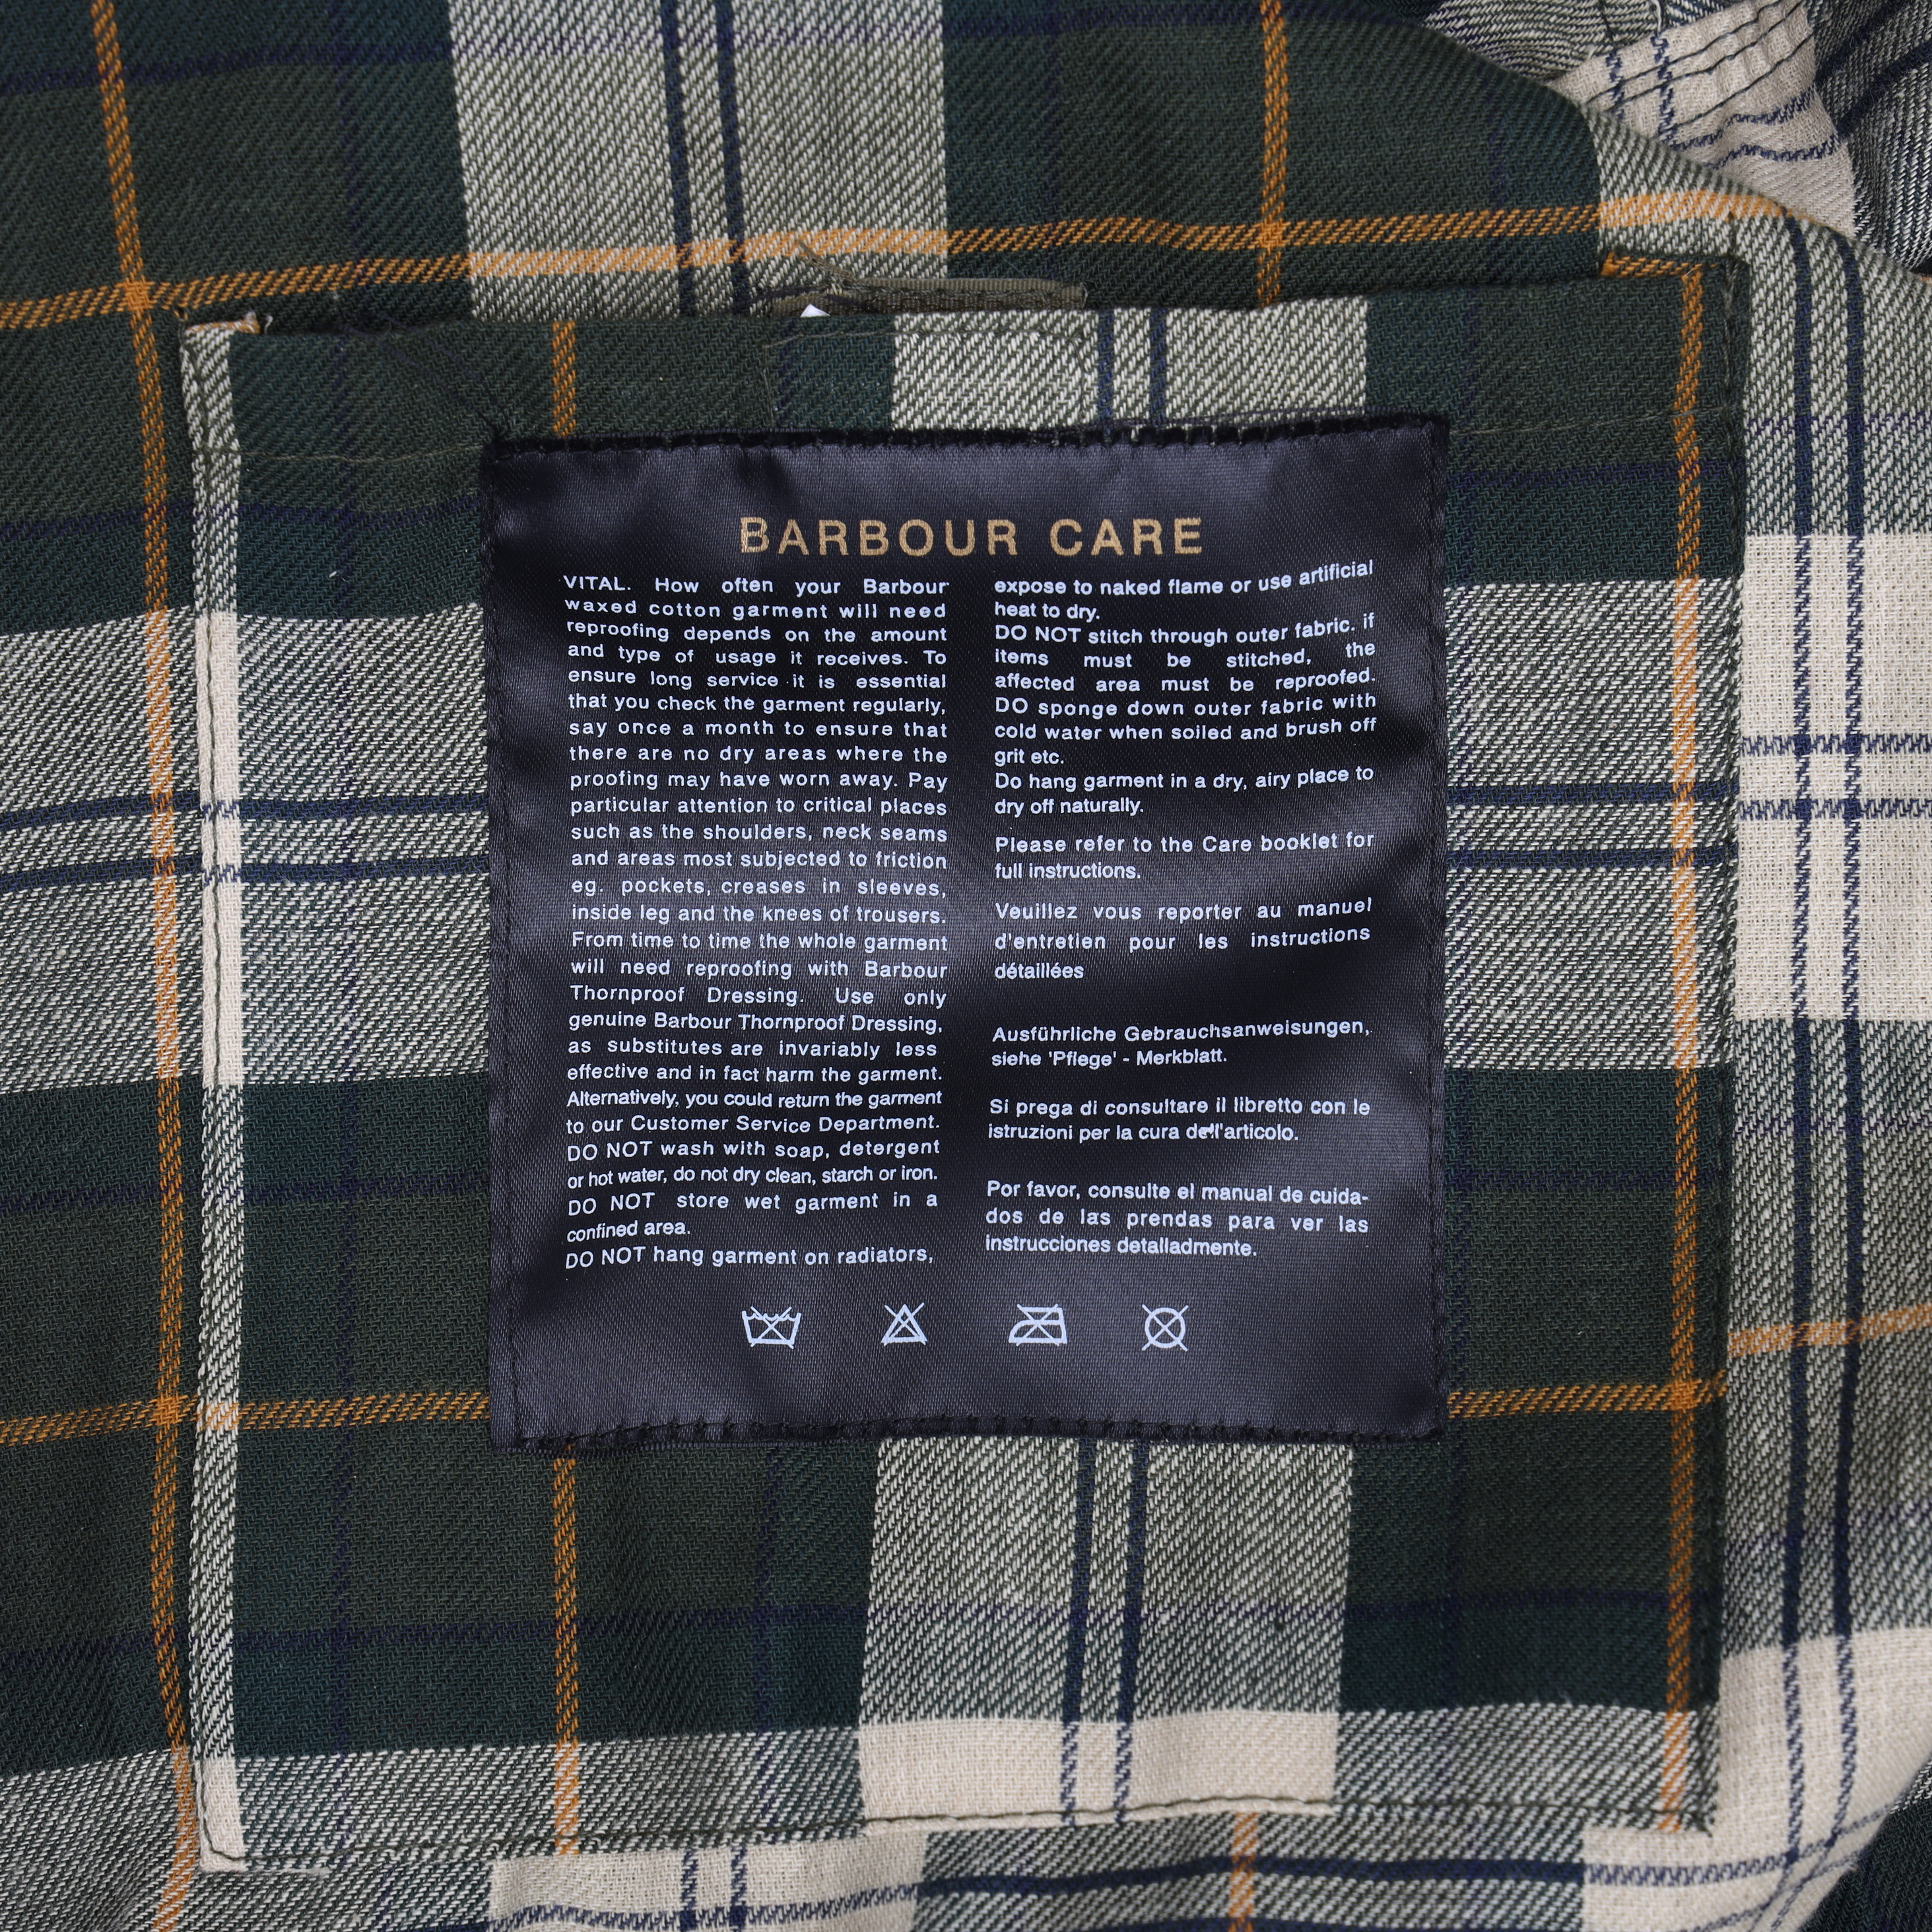 BARBOUR CARE
VITAL. How often your Barbour
waxed cotton garment will need
reproofing depends on the amount
and type of usage it receives. To
ensure long service it is essential
that you check the garment regularly,
say once a month to ensure that
there are no dry areas where the
proofing may have worn away. Pay
particular attention to critical places
such as the shoulders, neck seams
and areas most subjected to friction
eg. pockets, creases in sleeves,
inside leg and the knees of trousers.
From time to time the whole garment
will need reproofing with Barbour
Thornproof Dressing. Use only
genuine Barbour Thornproof Dressing,
as substitutes are invariably less
effective and in fact harm the garment.
Alternatively, you could return the garment
to our Customer Service Department.
DO NOT wash with soap, detergent
or hot water, do not dry clean, starch or iron.
DO NOT store wet garment in a
confined area.
DO NOT hang garment on radiators,
expose to naked flame or use artificial
heat to dry.
DO NOT stitch through outer fabric. if
items must be stitched, the
affected area must be reproofed.
DO sponge down outer fabric with
cold water when soiled and brush off
grit etc.
Do hang garment in a dry, airy place to
dry off naturally.
Please refer to the Care booklet for
full instructions.
Veuillez vous reporter au manuel
d'entretien pour les instructions
détaillées
Ausführliche Gebrauchsanweisungen,
siehe 'Pflege' - Merkblatt.
Si prega di consultare il libretto con le
istruzioni per la cura dell'articolo.
Por favor, consulte el manual de cuida-
dos de las prendas para ver las
instrucciones detalladmente.